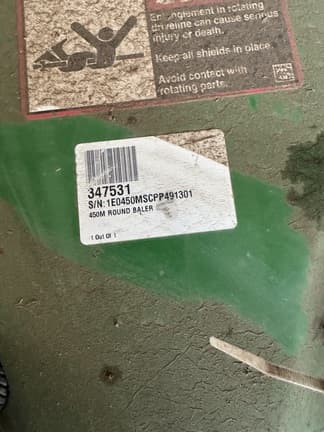 Entanglement in rotating
driveline can cause serious
injury or death.
Keep all shields in place.
Avoid contact with
rotating parts.
347531
S/N: 1E0450MSCPP491301
450M ROUND BALER
1 Out Of 1